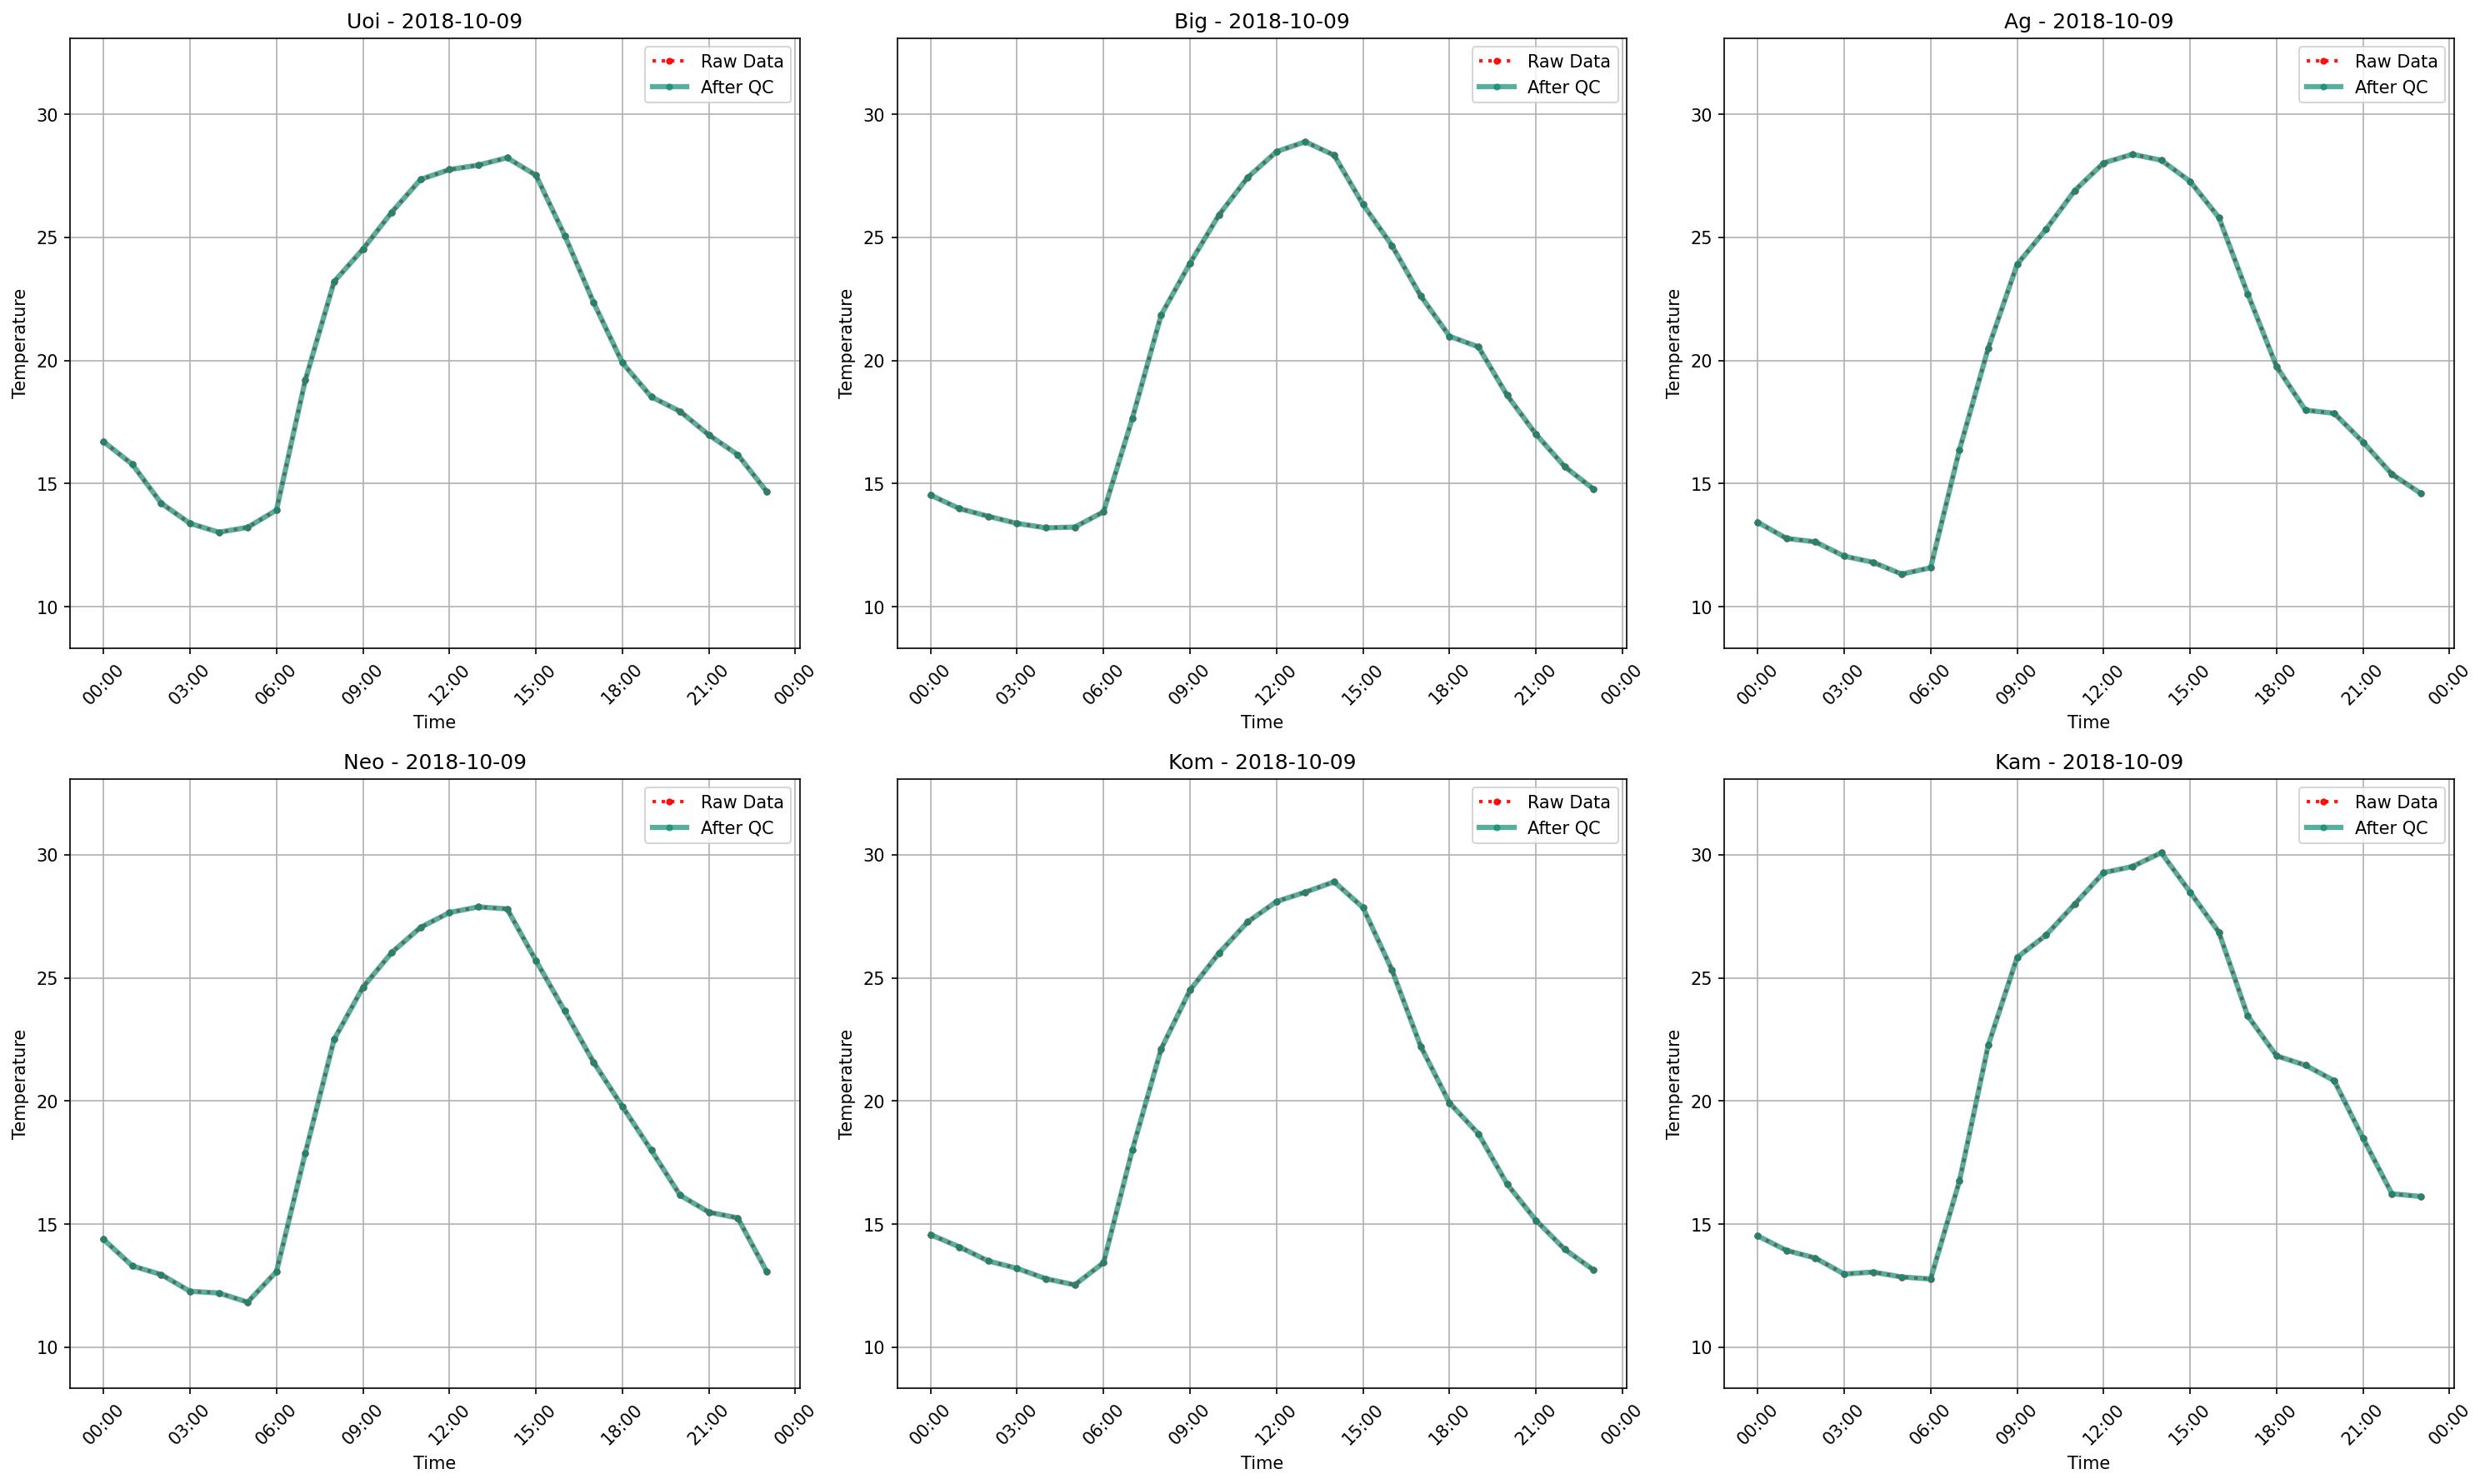 Uoi - 2018-10-09
Raw Data
After QC
30
25
20
15
10
Temperature
00:00
03:00
06:00
09:00
12:00
15:00
18:00
21:00
00:00
Time
Big - 2018-10-09
Raw Data
After QC
30
25
20
15
10
Temperature
00:00
03:00
06:00
09:00
12:00
15:00
18:00
21:00
00:00
Time
Ag - 2018-10-09
Raw Data
After QC
30
25
20
15
10
Temperature
00:00
03:00
06:00
09:00
12:00
15:00
18:00
21:00
00:00
Time
Neo - 2018-10-09
Raw Data
After QC
30
25
20
15
10
Temperature
00:00
03:00
06:00
09:00
12:00
15:00
18:00
21:00
00:00
Time
Kom - 2018-10-09
Raw Data
After QC
30
25
20
15
10
Temperature
00:00
03:00
06:00
09:00
12:00
15:00
18:00
21:00
00:00
Time
Kam - 2018-10-09
Raw Data
After QC
30
25
20
15
10
Temperature
00:00
03:00
06:00
09:00
12:00
15:00
18:00
21:00
00:00
Time